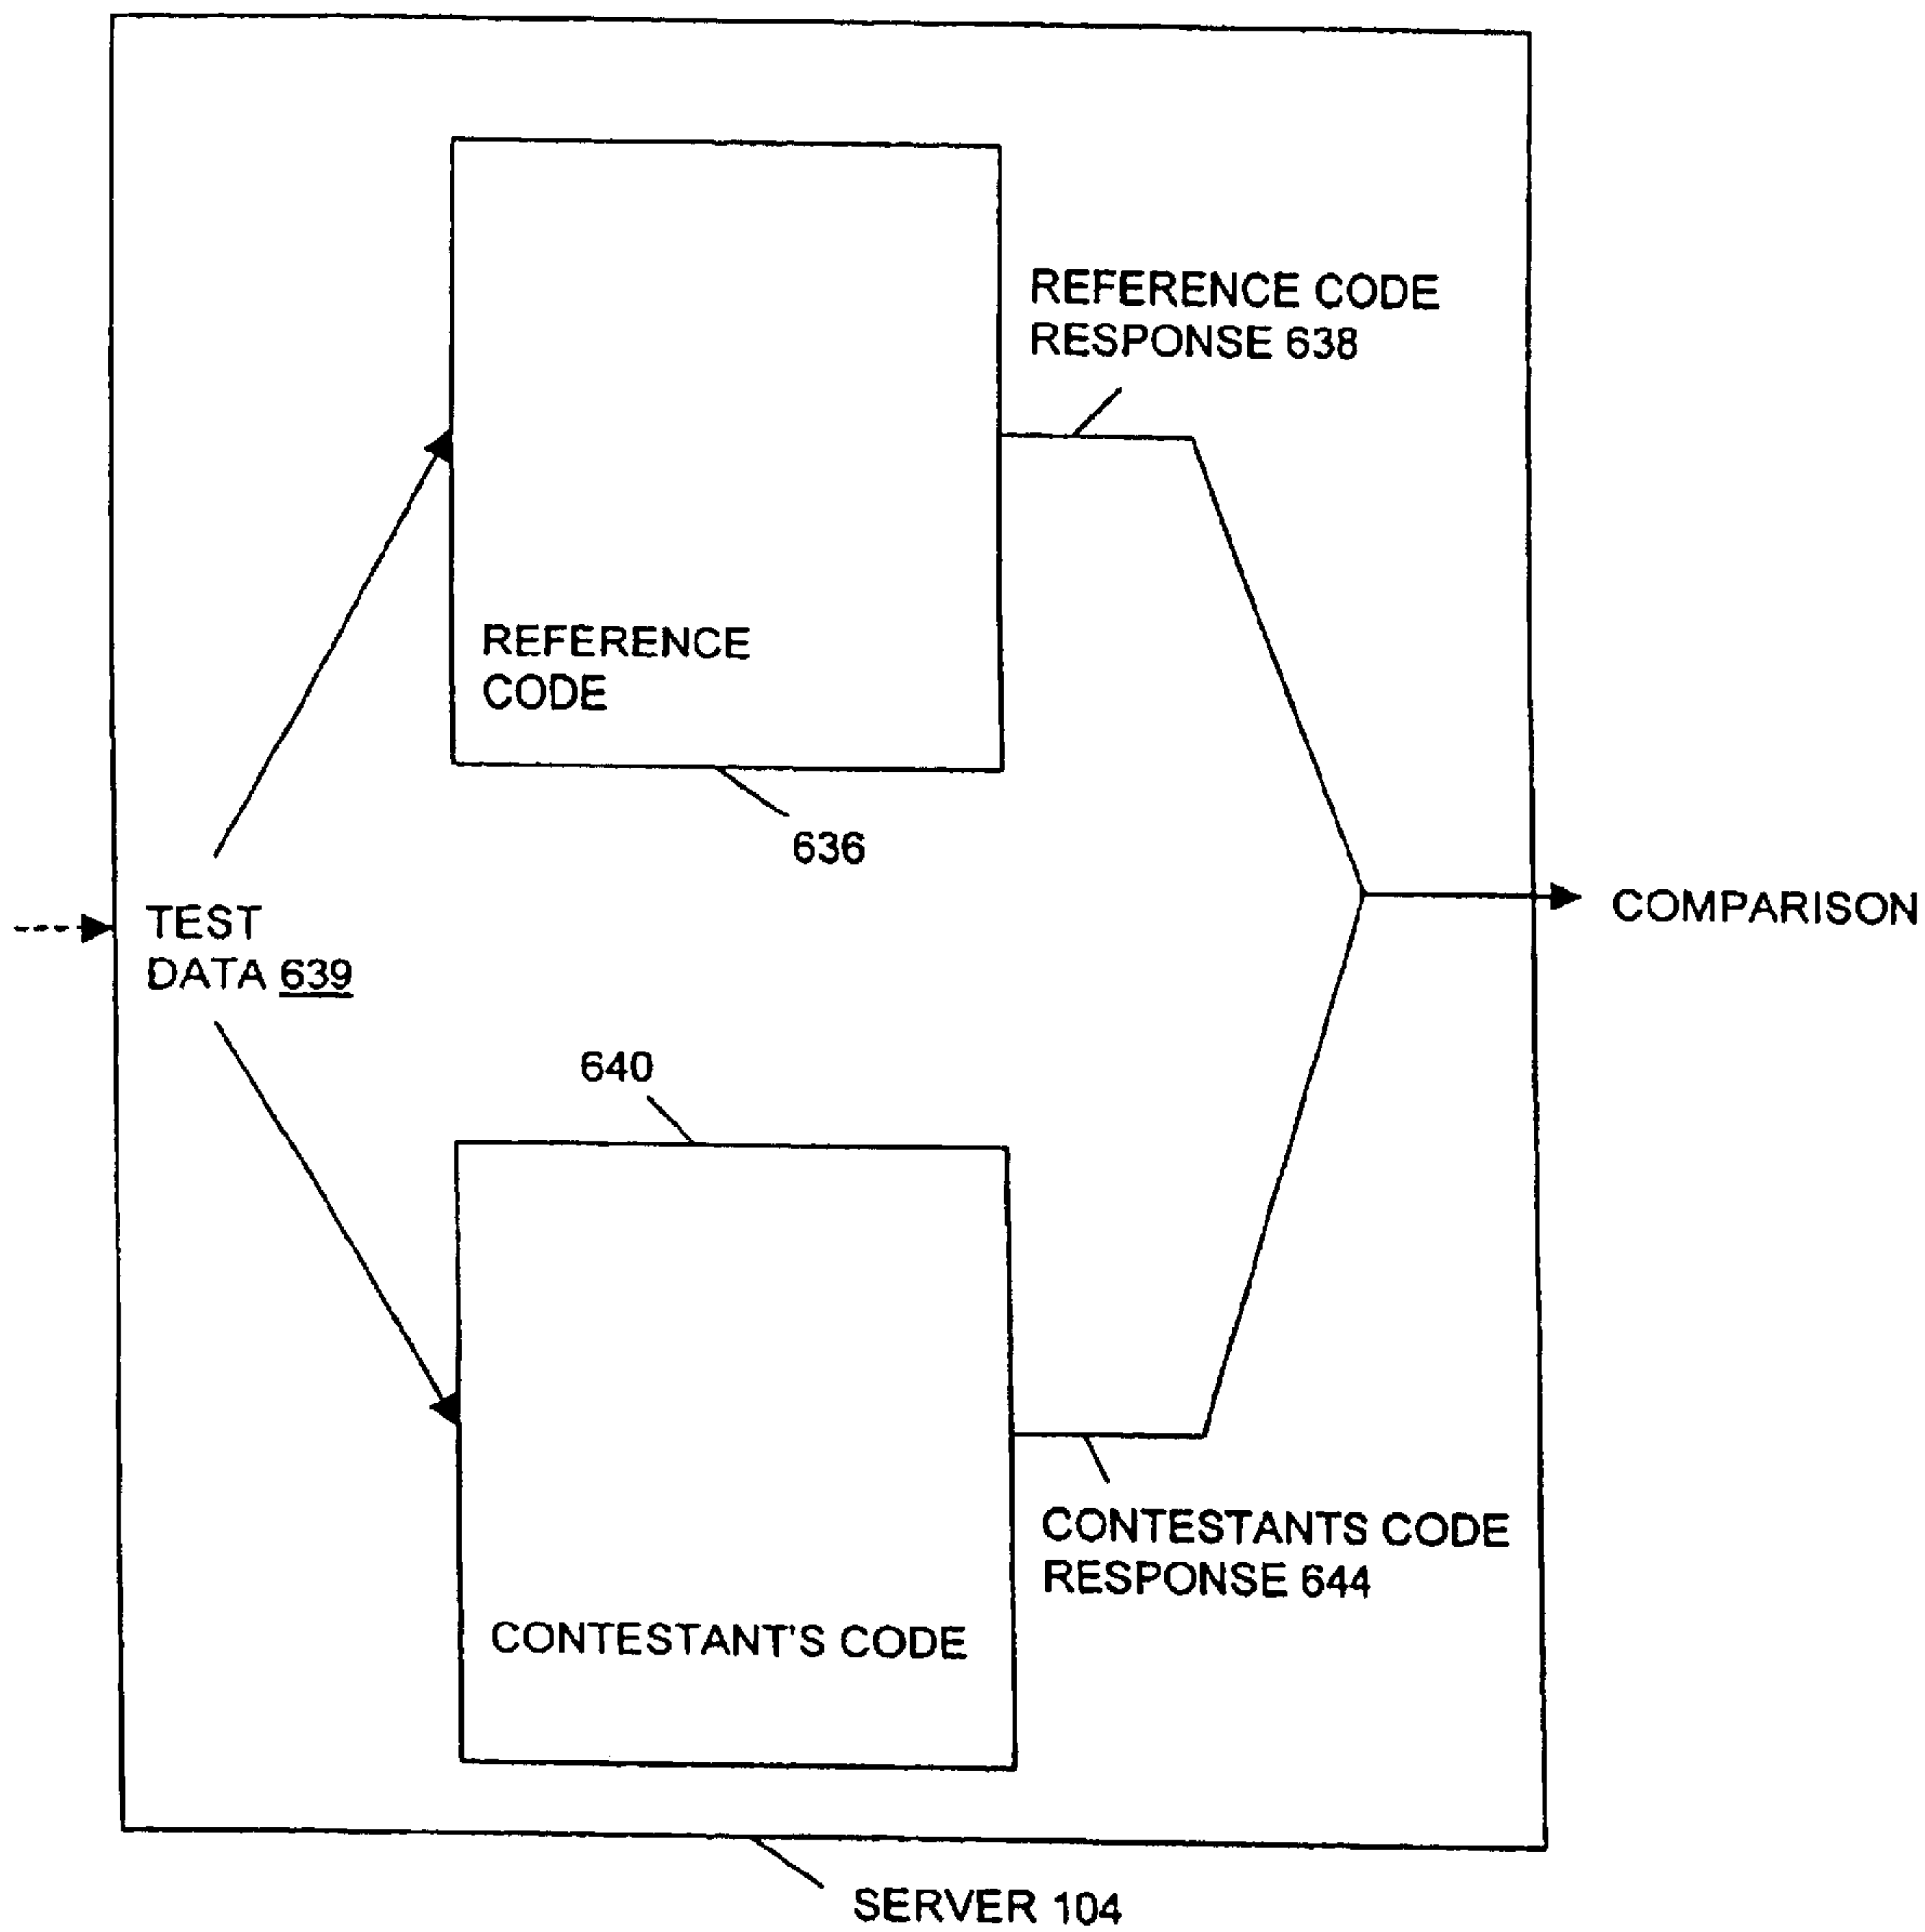 REFERENCE CODE
RESPONSE 638
REFERENCE
CODE
636
TEST
DATA 639
COMPARISON
640
CONTESTANTS CODE
RESPONSE 644
CONTESTANT'S CODE
SERVER 104